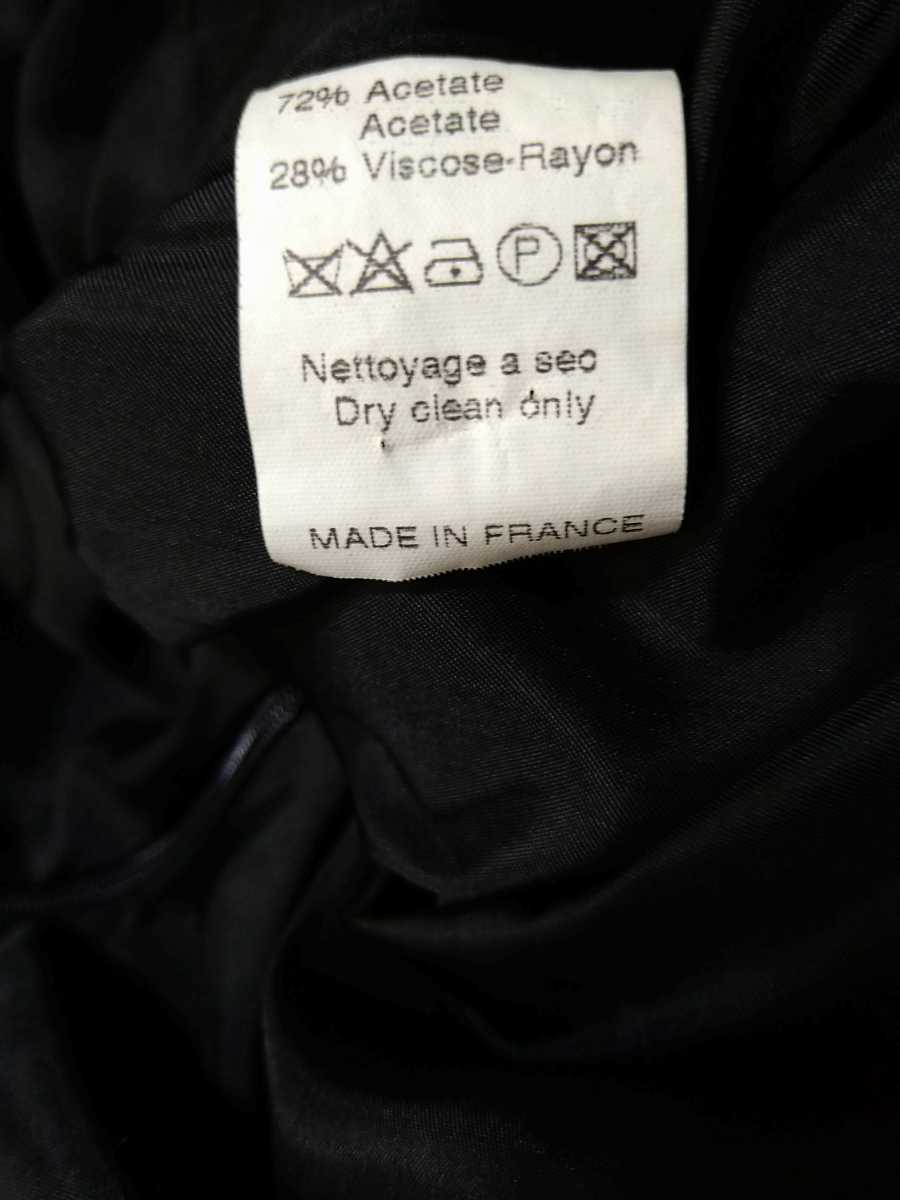 72% Acetate
Acetate
28% Viscose-Rayon
P
Nettoyage a sec
Dry clean only
MADE IN FRANCE